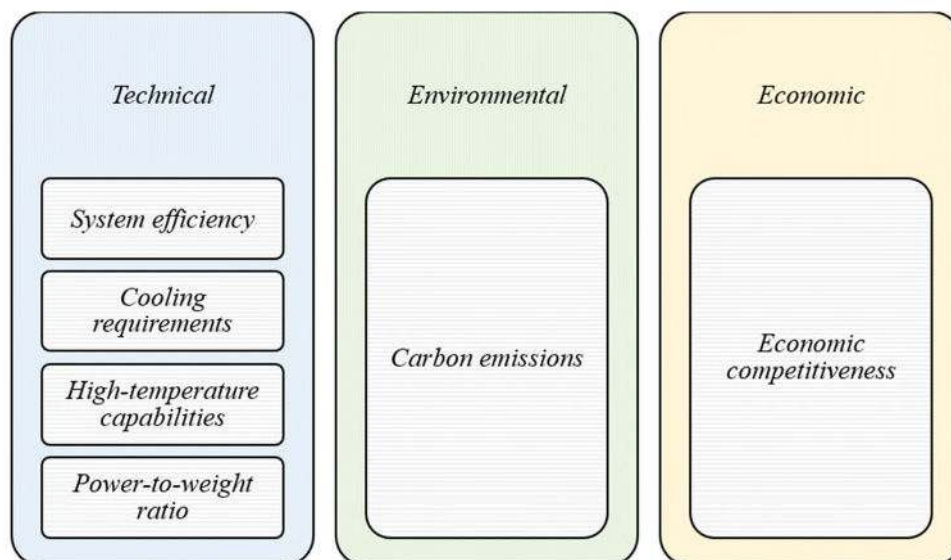 Technical
System efficiency
Cooling
requirements
High-temperature
capabilities
Power-to-weight
ratio
Environmental
Carbon emissions
Economic
Economic
competitiveness